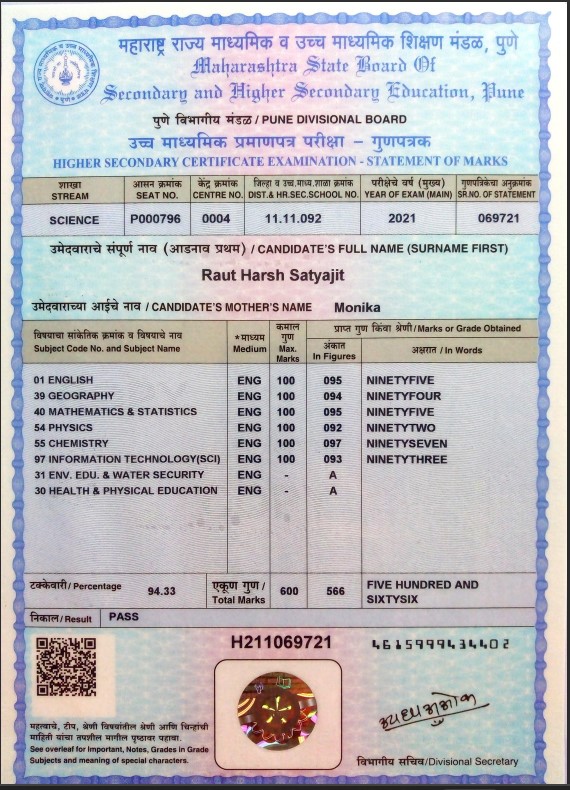 महाराष्ट्र राज्य माध्यमिक व उच्च माध्यमिक शिक्षण मंडळ, पुणे
Maharashtra State Board Of
Secondary and Higher Secondary Education, Pune
पुणे विभागीय मंडळ / PUNE DIVISIONAL BOARD
उच्च माध्यमिक प्रमाणपत्र परीक्षा – गुणपत्रक
HIGHER SECONDARY CERTIFICATE EXAMINATION - STATEMENT OF MARKS
शाखा आसन क्रमांक केंद्र क्रमांक जिल्हा व उच्च.माध्य.शाळा क्रमांक परीक्षेचे वर्ष (मुख्य) गुणपत्रिकेचा अनुक्रमांक
STREAM SEAT NO. CENTRE NO. DIST.& HR.SEC.SCHOOL NO. YEAR OF EXAM (MAIN) SR.NO. OF STATEMENT
SCIENCE P000796 0004 11.11.092 2021 069721
उमेदवाराचे संपूर्ण नाव (आडनाव प्रथम) / CANDIDATE'S FULL NAME (SURNAME FIRST)
Raut Harsh Satyajit
उमेदवाराच्या आईचे नाव / CANDIDATE'S MOTHER'S NAME Monika
विषयाचा सांकेतिक क्रमांक व विषयाचे नाव
Subject Code No. and Subject Name
* माध्यम
Medium
कमाल
गुण
Max.
Marks
प्राप्त गुण किंवा श्रेणी/Marks or Grade Obtained
अंकात
In Figures
अक्षरात / In Words
01 ENGLISH ENG 100 095 NINETYFIVE
39 GEOGRAPHY ENG 100 094 NINETYFOUR
40 MATHEMATICS & STATISTICS ENG 100 095 NINETYFIVE
54 PHYSICS ENG 100 092 NINETYTWO
55 CHEMISTRY ENG 100 097 NINETYSEVEN
97 INFORMATION TECHNOLOGY(SCI) ENG 100 093 NINETYTHREE
31 ENV. EDU. & WATER SECURITY ENG - A
30 HEALTH & PHYSICAL EDUCATION ENG - A
टक्केवारी/ Percentage 94.33 एकूण गुण / Total Marks 600 566 FIVE HUNDRED AND
SIXTYSIX
निकाल/ Result PASS
H211069721 4615999434402
महत्वाचे, टीप, श्रेणी विषयांतील श्रेणी आणि चिन्हांची
माहिती यांचा तपशील मागील पृष्ठावर पहावा.
See overleaf for Important, Notes, Grades in Grade
Subjects and meaning of special characters.
विभागीय सचिव/Divisional Secretary